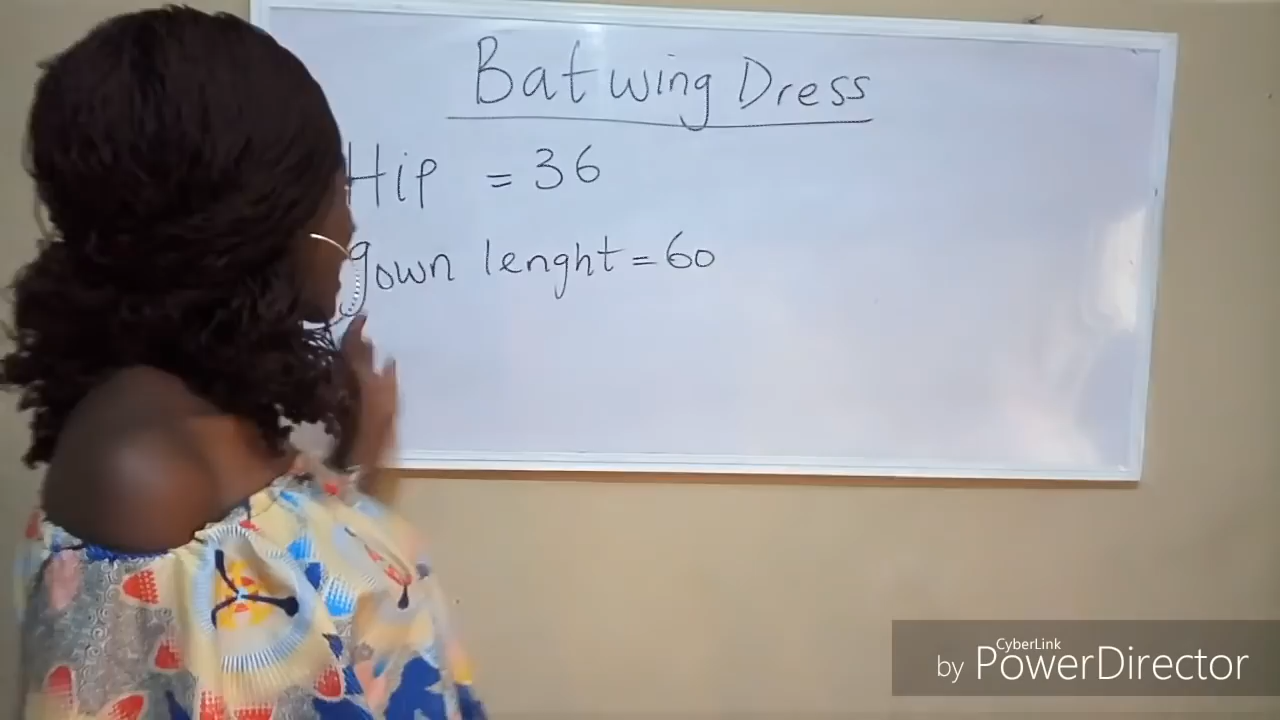 Batwing Dress
Hip = 36
gown lenght = 60
CyberLink
by PowerDirector